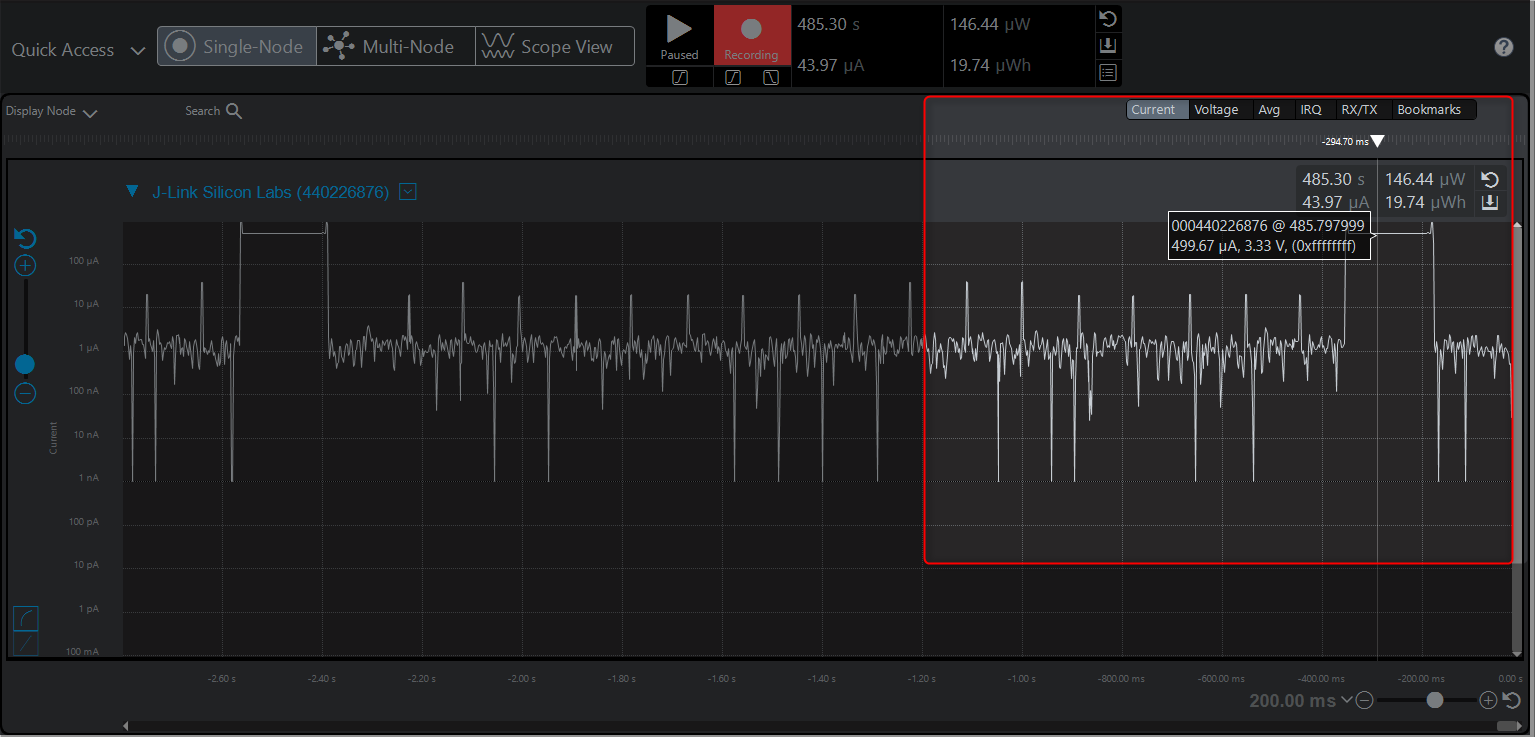 Quick Access
Single-Node
Multi-Node
Scope View
Paused
Recording
485.30 s
146.44 µW
43.97 µA
19.74 µWh
Display Node
Search
Current Voltage Avg IRQ RX/TX Bookmarks
-294.70 ms
J-Link Silicon Labs (440226876)
485.30 s
146.44 µW
43.97 µA
19.74 µWh
000440226876 @ 485.797999
499.67 µA, 3.33 V, (0xffffffff)
100 µA
10 µA
1 µA
100 nA
10 nA
1 nA
100 pA
10 pA
1 pA
100 mA
Current
-2.60 s
-2.40 s
-2.20 s
-2.00 s
-1.80 s
-1.60 s
-1.40 s
-1.20 s
-1.00 s
-800.00 ms
-600.00 ms
-400.00 ms
-200.00 ms
0.00 s
200.00 ms